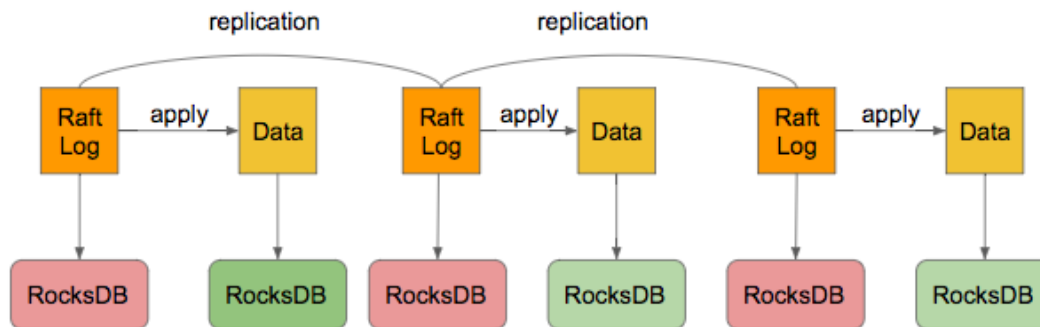 replication
replication
Raft
Log
apply
Data
Raft
Log
apply
Data
Raft
Log
apply
Data
RocksDB
RocksDB
RocksDB
RocksDB
RocksDB
RocksDB